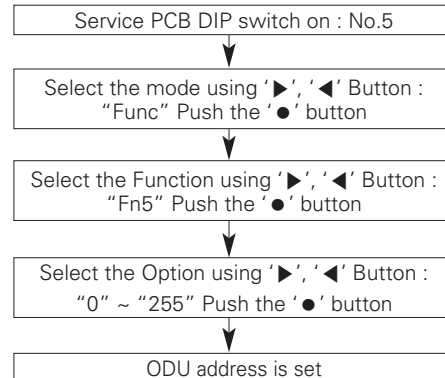 Service PCB DIP switch on : No.5
Select the mode using ‘▶’, ‘◀’ Button :
“Func” Push the ‘●’ button
Select the Function using ‘▶’, ‘◀’ Button :
“Fn5” Push the ‘●’ button
Select the Option using ‘▶’, ‘◀’ Button :
“0” ~ “255” Push the ‘●’ button
ODU address is set